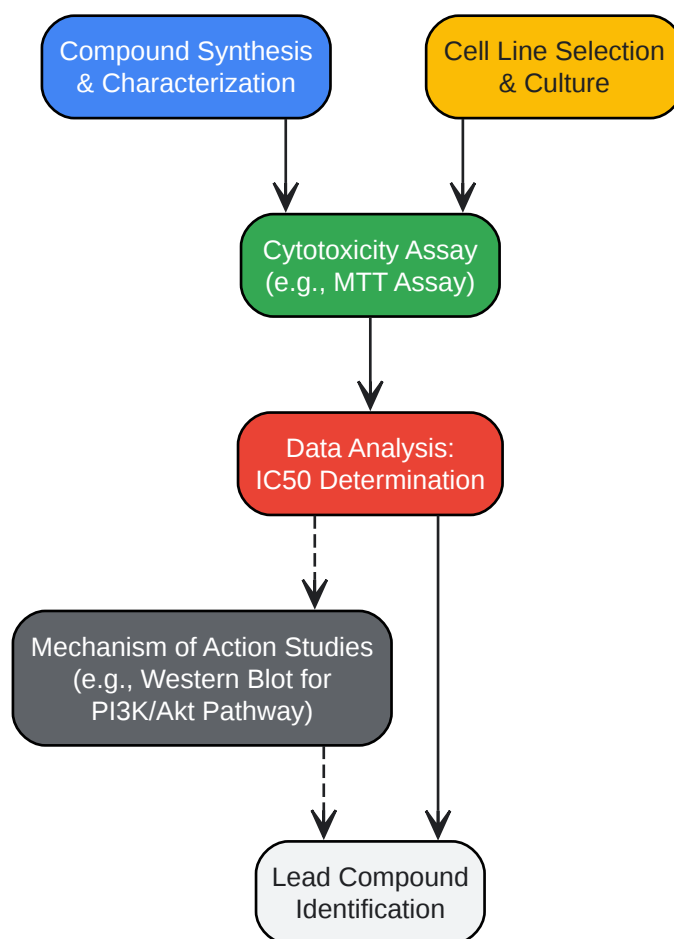 Compound Synthesis
& Characterization
Cell Line Selection
& Culture
Cytotoxicity Assay
(e.g., MTT Assay)
Data Analysis:
IC50 Determination
Mechanism of Action Studies
(e.g., Western Blot for
PI3K/Akt Pathway)
Lead Compound
Identification